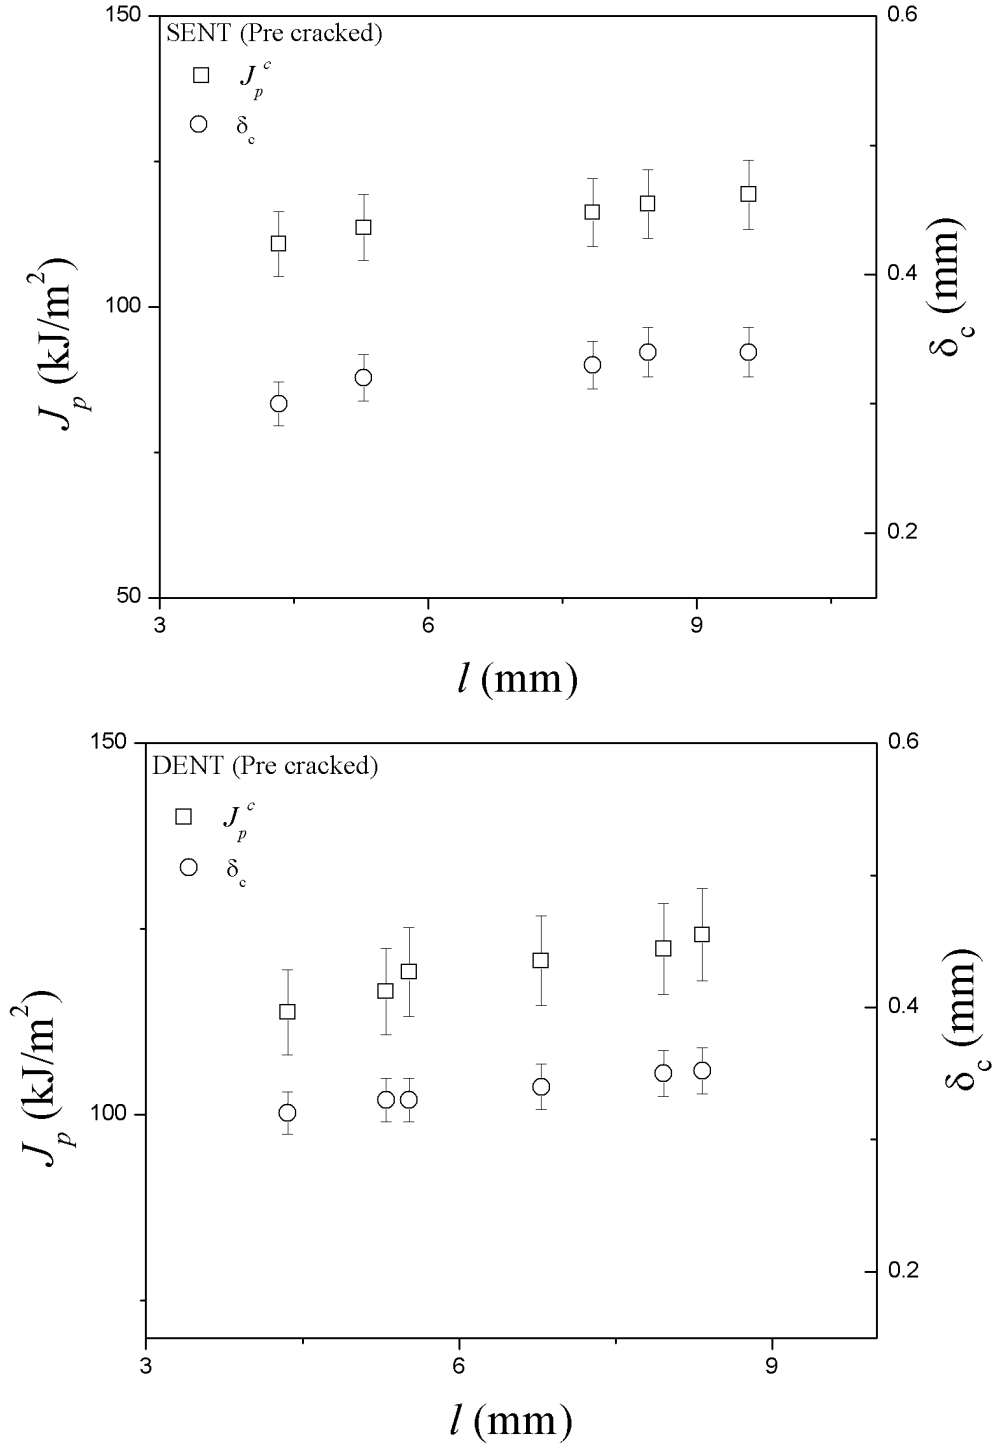 150
0.6
SENT (Pre cracked)
J_p^c
δ_c
J_p (kJ/m²)
100
0.4
δ_c (mm)
0.2
50
3
6
9
l (mm)
150
0.6
DENT (Pre cracked)
J_p^c
δ_c
J_p (kJ/m²)
100
0.4
δ_c (mm)
0.2
3
6
9
l (mm)